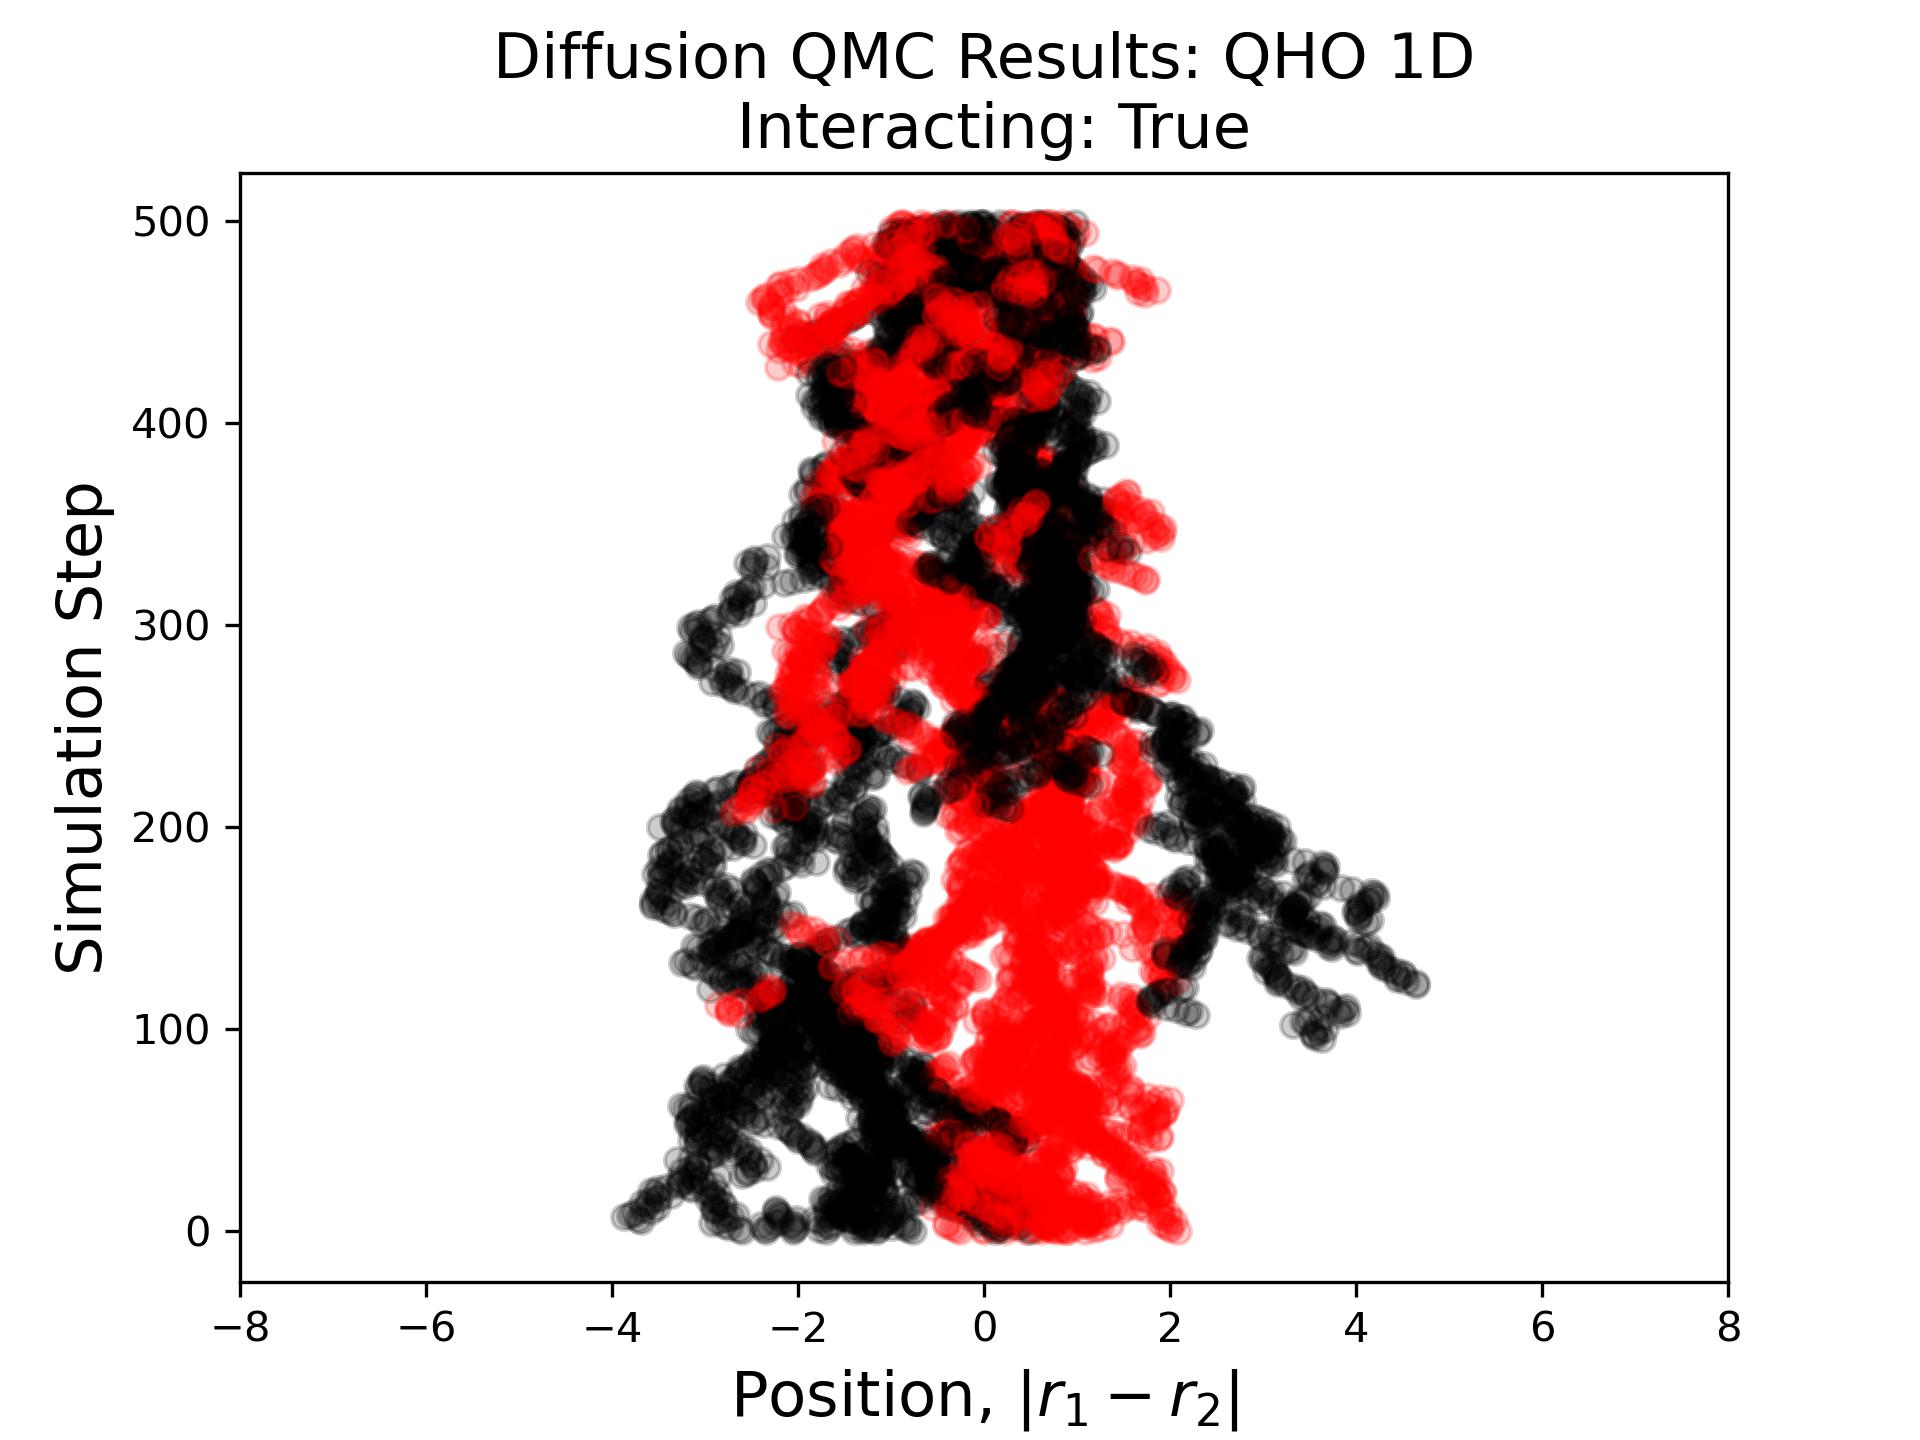 Diffusion QMC Results: QHO 1D
Interacting: True
500
400
300
200
100
0
Simulation Step
−8 −6 −4 −2 0 2 4 6 8
Position, |r₁ − r₂|